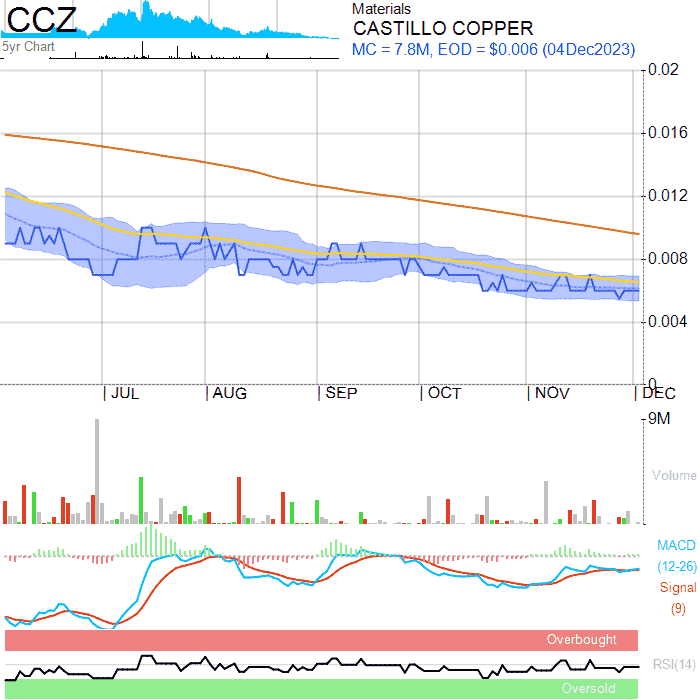 CCZ
5yr Chart
Materials
CASTILLO COPPER
MC = 7.8M, EOD = $0.006 (04Dec2023)
0.02
0.016
0.012
0.008
0.004
0
JUL AUG SEP OCT NOV DEC
9M
Volume
MACD
(12-26)
Signal
(9)
Overbought
RSI(14)
Oversold